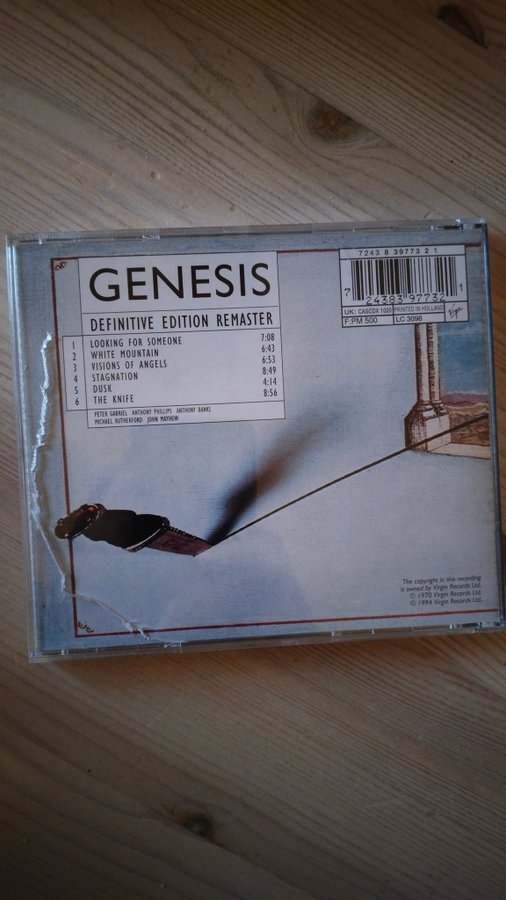 GENESIS
DEFINITIVE EDITION REMASTER
1 LOOKING FOR SOMEONE 7:08
2 WHITE MOUNTAIN 6:43
3 VISIONS OF ANGELS 6:53
4 STAGNATION 8:49
5 DUSK 4:14
6 THE KNIFE 8:56
PETER GABRIEL ANTHONY PHILLIPS ANTHONY BANKS
MICHAEL RUTHERFORD JOHN MAYHEW
7243 8 39773 2 1
7 24383 97732 1
UK: CASCDX 1020 PRINTED IN HOLLAND
F:PM 500 LC 3098 Virgin
The copyright in this recording
is owned by Virgin Records Ltd.
℗ 1970 Virgin Records Ltd.
© 1994 Virgin Records Ltd.